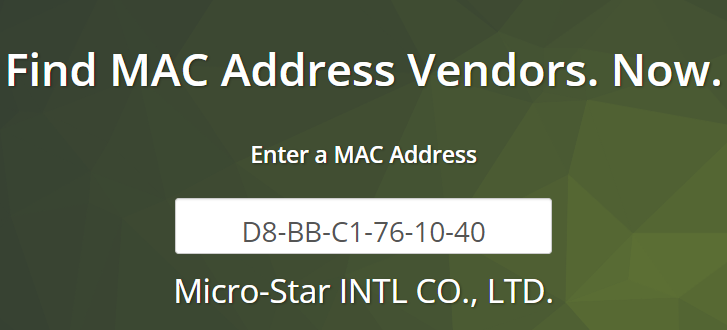 Find MAC Address Vendors. Now.
Enter a MAC Address
D8-BB-C1-76-10-40
Micro-Star INTL CO., LTD.